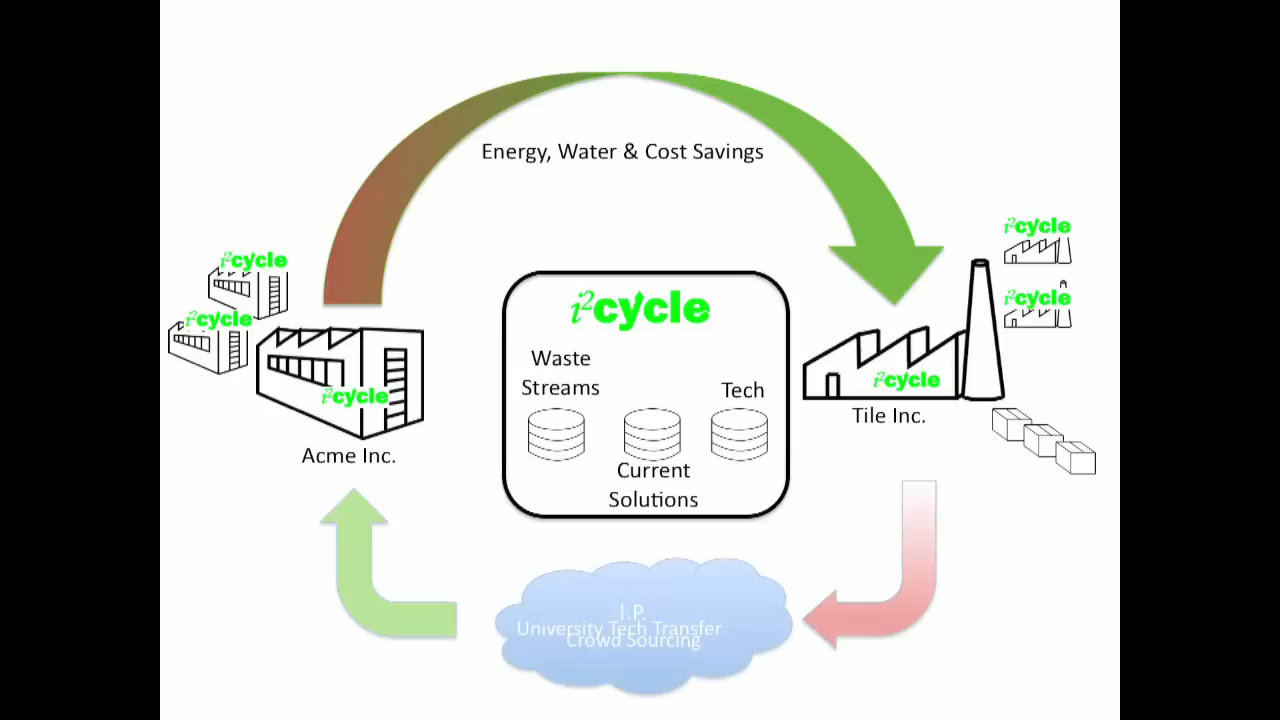 Energy, Water & Cost Savings
i²cycle
i²cycle
i²cycle
i²cycle
i²cycle
i²cycle
Waste
Streams
Tech
Current
Solutions
i²cycle
Acme Inc.
Tile Inc.
I.P.
University Tech Transfer
Crowd Sourcing